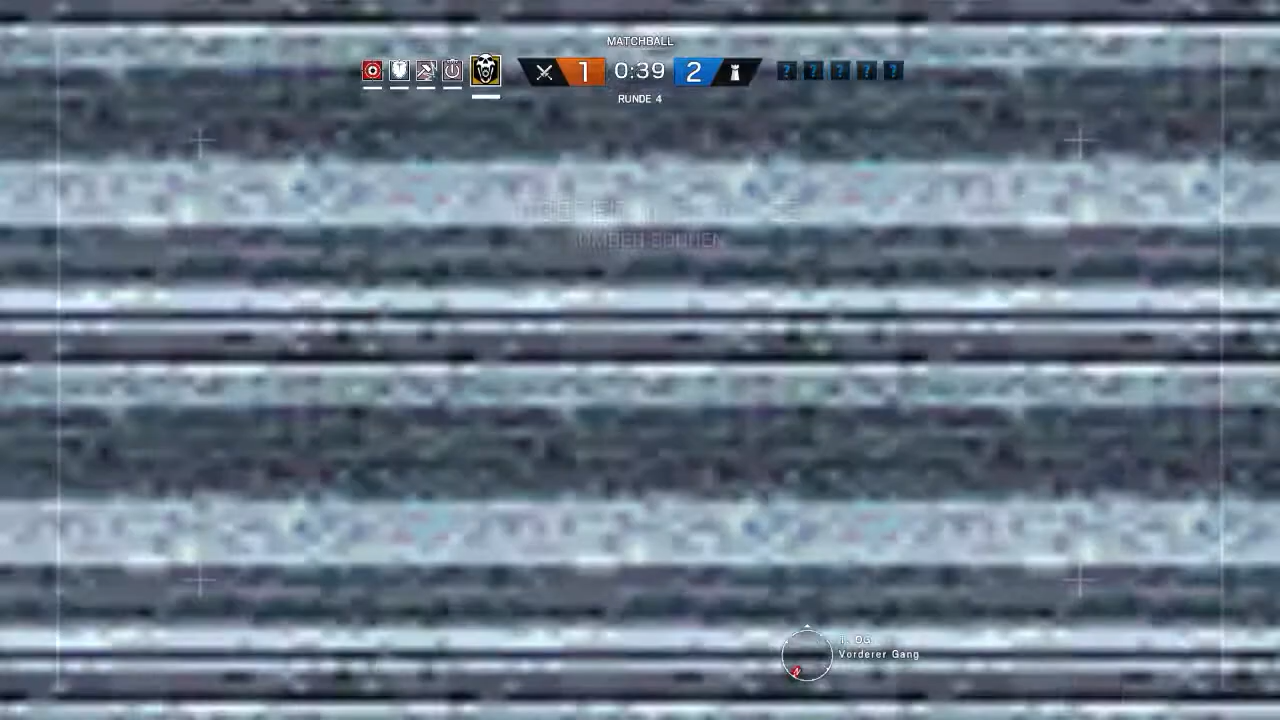 MATCHBALL
1 0:39 2
? ? ? ? ?
RUNDE 4
1. OG
Vorderer Gang
N